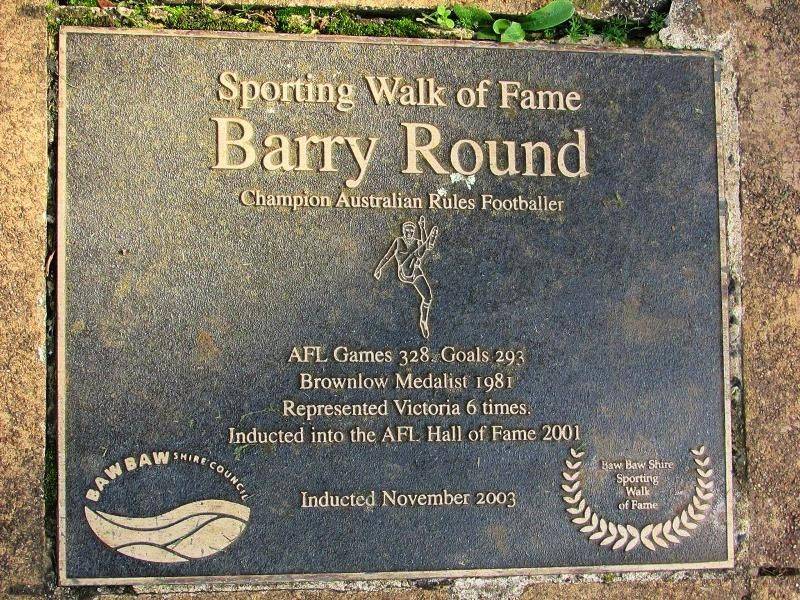 Sporting Walk of Fame
Barry Round
Champion Australian Rules Footballer
AFL Games 328. Goals 293
Brownlow Medalist 1981
Represented Victoria 6 times.
Inducted into the AFL Hall of Fame 2001
Inducted November 2003
BAW BAW SHIRE COUNCIL
Baw Baw Shire
Sporting
Walk
of Fame